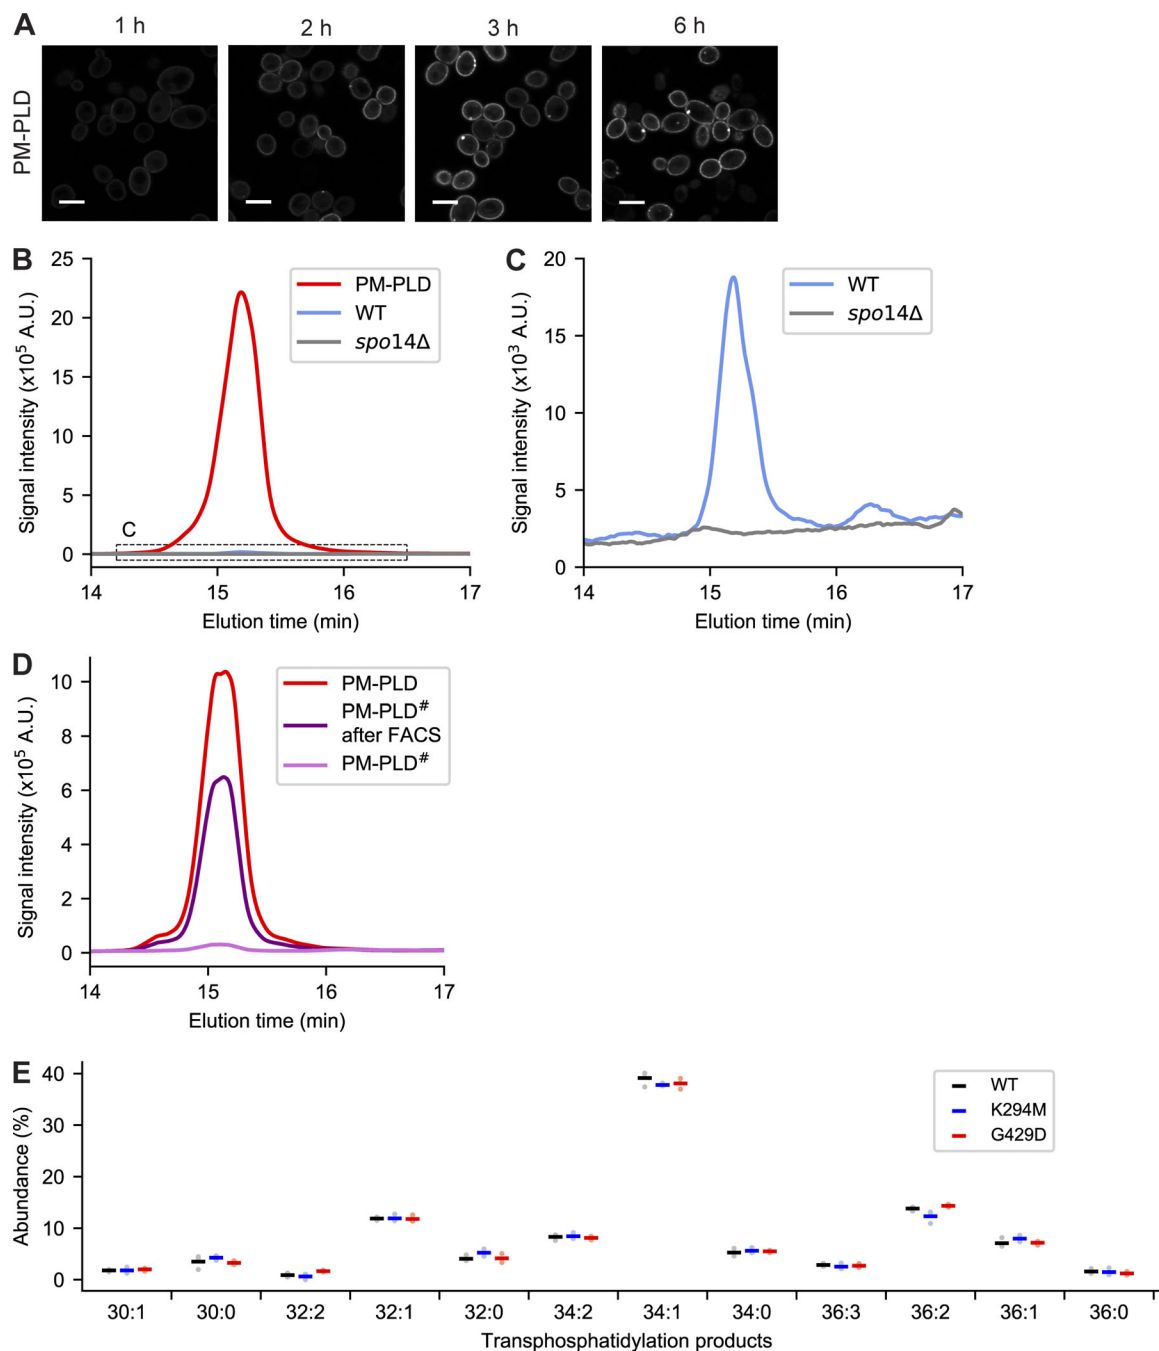 A
1 h
2 h
3 h
6 h
PM-PLD
B
Signal intensity (x10⁵ A.U.)
25
20
15
10
5
0
PM-PLD
WT
spo14Δ
C
14
15
16
17
Elution time (min)
C
Signal intensity (x10³ A.U.)
20
15
10
5
0
WT
spo14Δ
14
15
16
17
Elution time (min)
D
Signal intensity (x10⁵ A.U.)
10
8
6
4
2
0
PM-PLD
PM-PLD#
after FACS
PM-PLD#
14
15
16
17
Elution time (min)
E
Abundance (%)
40
30
20
10
0
WT
K294M
G429D
30:1
30:0
32:2
32:1
32:0
34:2
34:1
34:0
36:3
36:2
36:1
36:0
Transphosphatidylation products